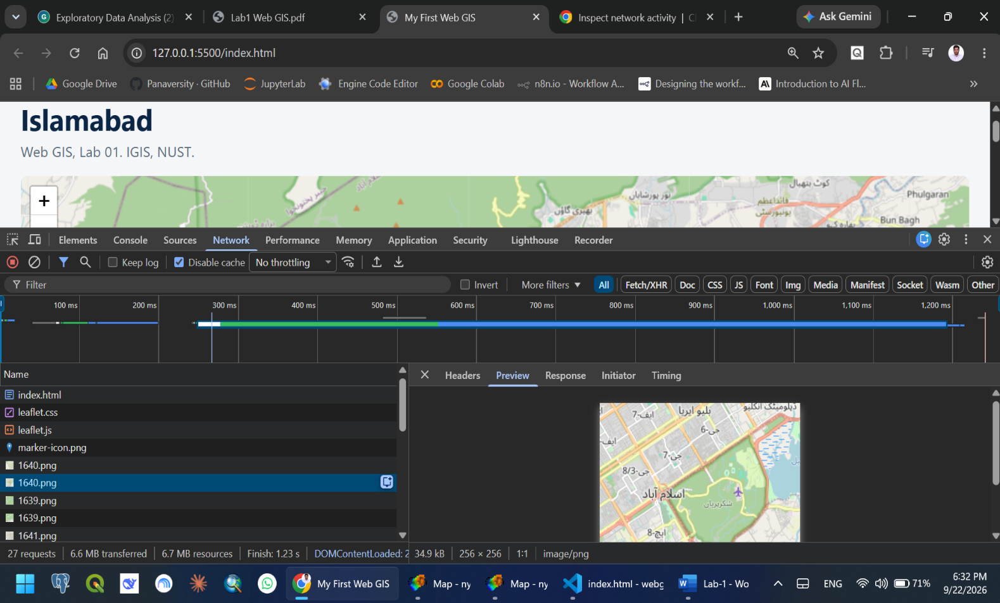 Exploratory Data Analysis (2)
Lab1 Web GIS.pdf
My First Web GIS
Inspect network activity | Cl
Ask Gemini
127.0.0.1:5500/index.html
Google Drive
Panaversity · GitHub
JupyterLab
Engine Code Editor
Google Colab
n8n.io - Workflow A...
Designing the workf...
Introduction to AI Fl...
Islamabad
Web GIS, Lab 01. IGIS, NUST.
+
خیبر پختونخوا
نور پورشاہاں
کوٹ ہتھیال
Phulgaran
قائداعظم
یونیورسٹی
Bun Bagh
Elements Console Sources Network Performance Memory Application Security Lighthouse Recorder
Keep log Disable cache No throttling
Filter Invert More filters All Fetch/XHR Doc CSS JS Font Img Media Manifest Socket Wasm Other
100 ms 200 ms 300 ms 400 ms 500 ms 600 ms 700 ms 800 ms 900 ms 1,000 ms 1,100 ms 1,200 ms
Name
index.html
leaflet.css
leaflet.js
marker-icon.png
1640.png
1640.png
1639.png
1639.png
1641.png
27 requests 6.6 MB transferred 6.7 MB resources Finish: 1.23 s DOMContentLoaded: 2
Headers Preview Response Initiator Timing
ڈپلومیٹک انکلیو
بلیو ایریا
ایف-7
جی-6
ایف-
جی-7
جی-8/3
اسلام آباد
شکرپڑیاں
ایچ-8
34.9 kB 256 × 256 1:1 image/png
My First Web GIS
Map - ny
Map - ny
index.html - webg
Lab-1 - Wo
ENG
71%
6:32 PM
9/22/2026